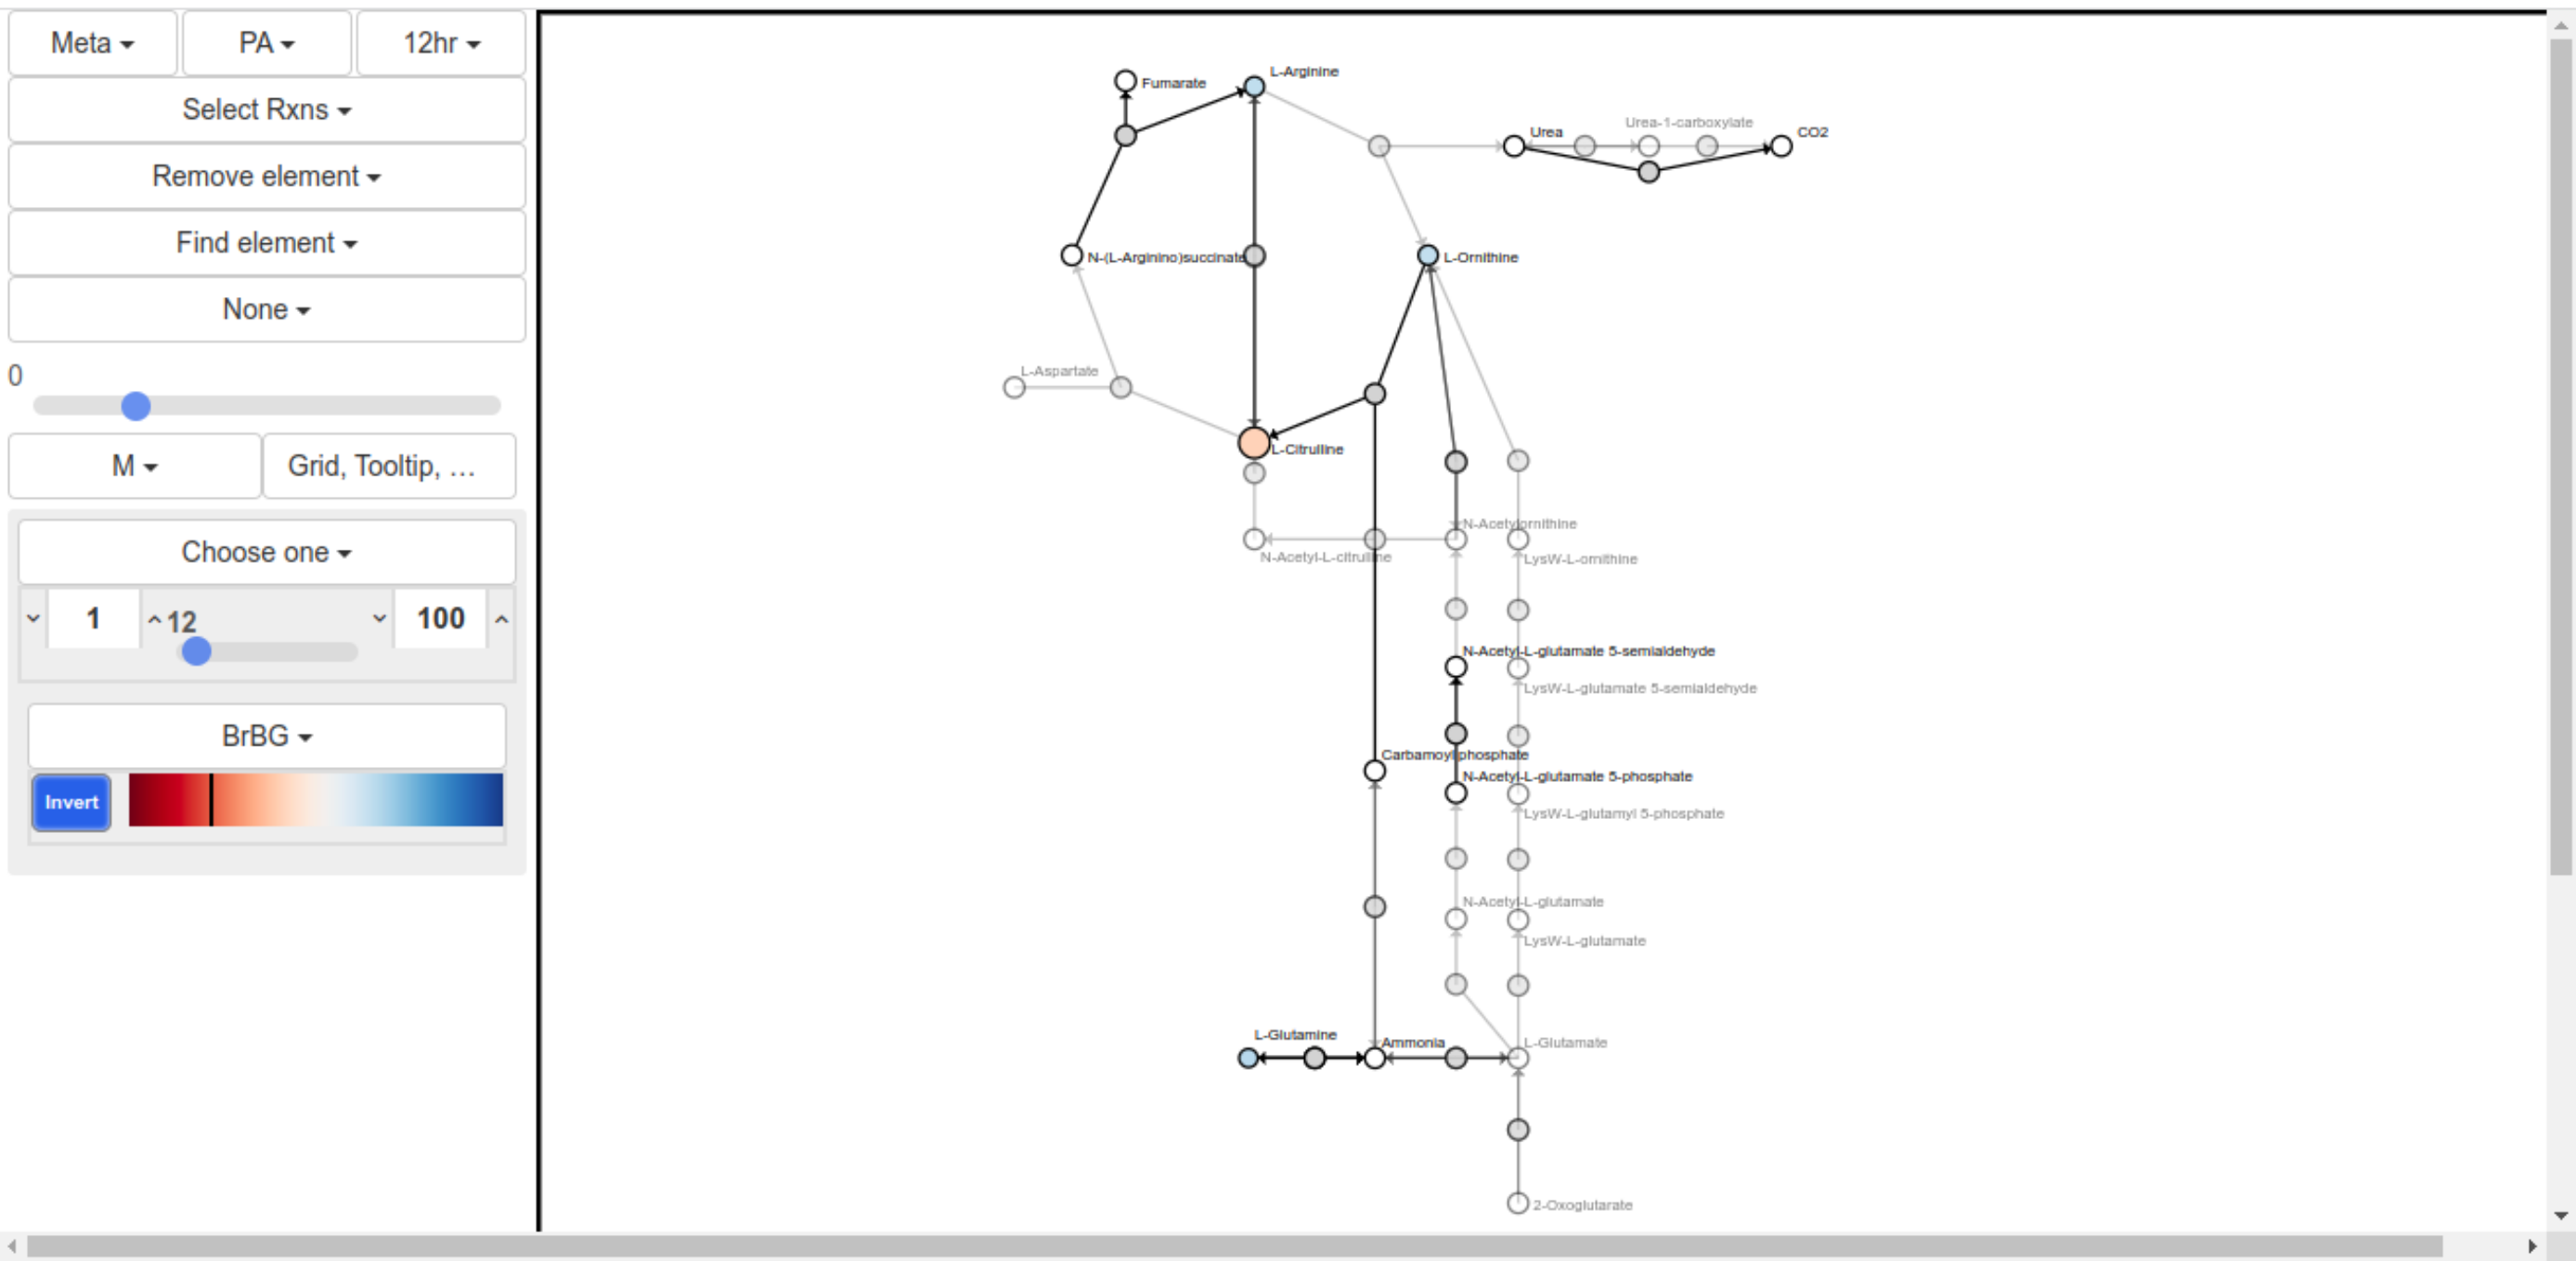 Meta
PA
12hr
Select Rxns
Remove element
Find element
None
0
M
Grid, Tooltip, ...
Choose one
1
12
100
BrBG
Invert
L-Arginine
Fumarate
Urea-1-carboxylate
Urea
CO2
N-(L-Arginino)succinate
L-Ornithine
L-Aspartate
L-Citrulline
N-Acetylornithine
N-Acetyl-L-citrulline
LysW-L-ornithine
N-Acetyl-L-glutamate 5-semialdehyde
LysW-L-glutamate 5-semialdehyde
Carbamoyl phosphate
N-Acetyl-L-glutamate 5-phosphate
LysW-L-glutamyl 5-phosphate
N-Acetyl-L-glutamate
LysW-L-glutamate
L-Glutamine
Ammonia
L-Glutamate
2-Oxoglutarate